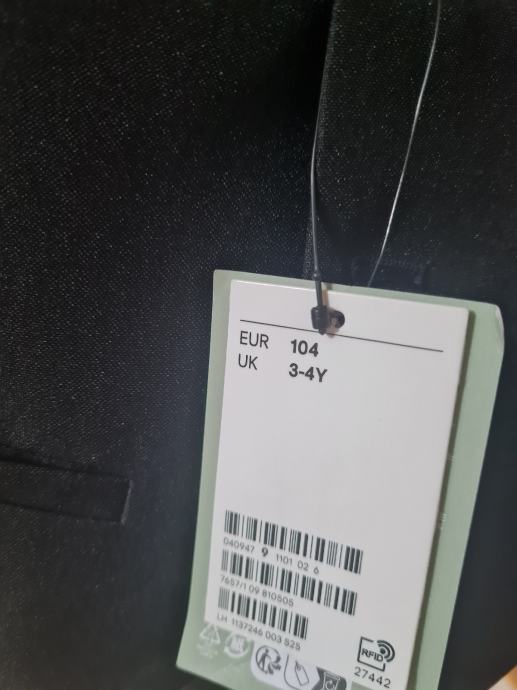 EUR 104
UK 3-4Y
040947 9 1101 02 6
7657/1 09 810505
LH 1137246 003 525
RFID
27442